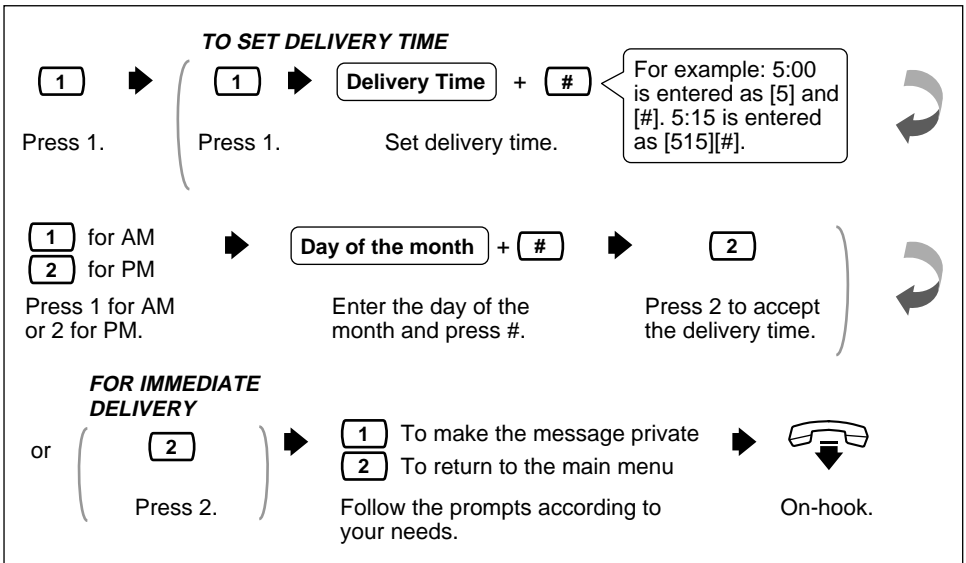 TO SET DELIVERY TIME
1
1
Delivery Time + #
For example: 5:00
is entered as [5] and
[#]. 5:15 is entered
as [515][#].
Press 1.
Press 1.
Set delivery time.
1 for AM
2 for PM
Day of the month + #
2
Press 1 for AM
or 2 for PM.
Enter the day of the
month and press #.
Press 2 to accept
the delivery time.
FOR IMMEDIATE
DELIVERY
or
2
1 To make the message private
2 To return to the main menu
Press 2.
Follow the prompts according to
your needs.
On-hook.